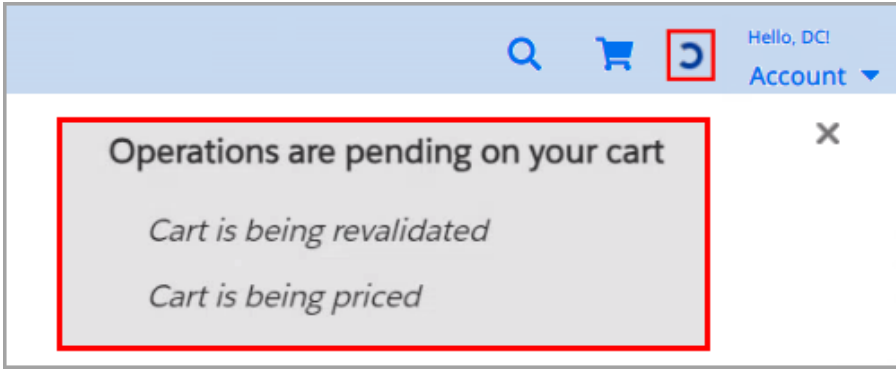 Hello, DC!
Account
Operations are pending on your cart
Cart is being revalidated
Cart is being priced